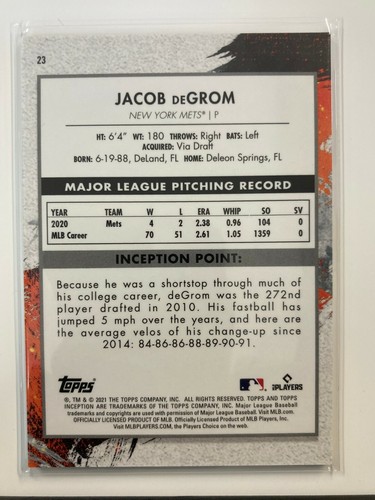 23
JACOB DEGROM
NEW YORK METS® | P
HT: 6'4" WT: 180 THROWS: Right BATS: Left
ACQUIRED: Via Draft
BORN: 6-19-88, DeLand, FL HOME: Deleon Springs, FL
MAJOR LEAGUE PITCHING RECORD
YEAR TEAM W L ERA WHIP SO SV
2020 Mets 4 2 2.38 0.96 104 0
MLB Career 70 51 2.61 1.05 1359 0
INCEPTION POINT:
Because he was a shortstop through much of
his college career, deGrom was the 272nd
player drafted in 2010. His fastball has
jumped 5 mph over the years, and here are
the average velos of his change-up since
2014: 84-86-86-88-89-90-91.
Topps
PLAYERS
®, TM & © 2021 THE TOPPS COMPANY, INC. ALL RIGHTS RESERVED. TOPPS AND TOPPS
INCEPTION ARE TRADEMARKS OF THE TOPPS COMPANY, INC. Major League Baseball
trademarks and copyrights are used with permission of Major League Baseball. Visit MLB.com.
OFFICIALLY LICENSED PRODUCT OF MLB. Officially Licensed Product of MLB Players, Inc.
Visit MLBPLAYERS.com, the Players Choice on the web.